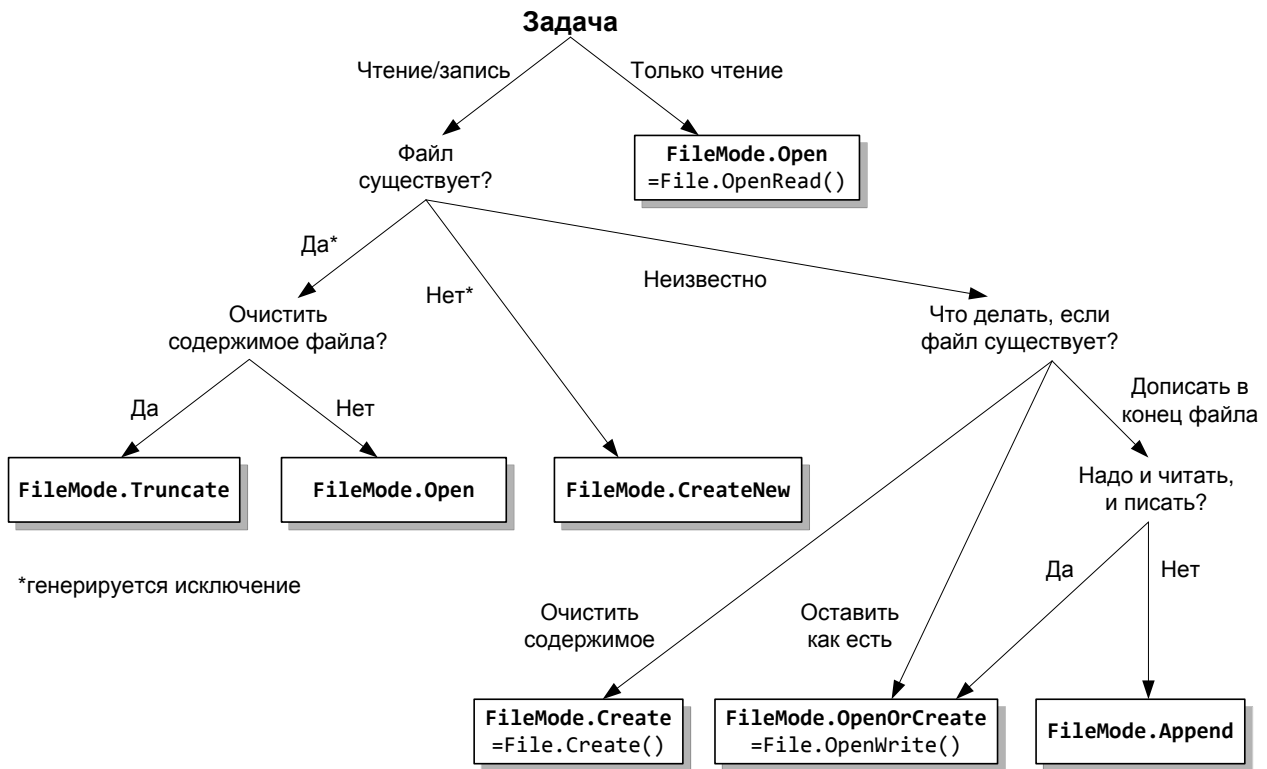 Задача
Чтение/запись
Только чтение
Файл
существует?
FileMode.Open
=File.OpenRead()
Да*
Нет*
Неизвестно
Очистить
содержимое файла?
Что делать, если
файл существует?
Да
Нет
Дописать в
конец файла
FileMode.Truncate
FileMode.Open
FileMode.CreateNew
Надо и читать,
и писать?
*генерируется исключение
Да
Нет
Очистить
содержимое
Оставить
как есть
FileMode.Create
=File.Create()
FileMode.OpenOrCreate
=File.OpenWrite()
FileMode.Append